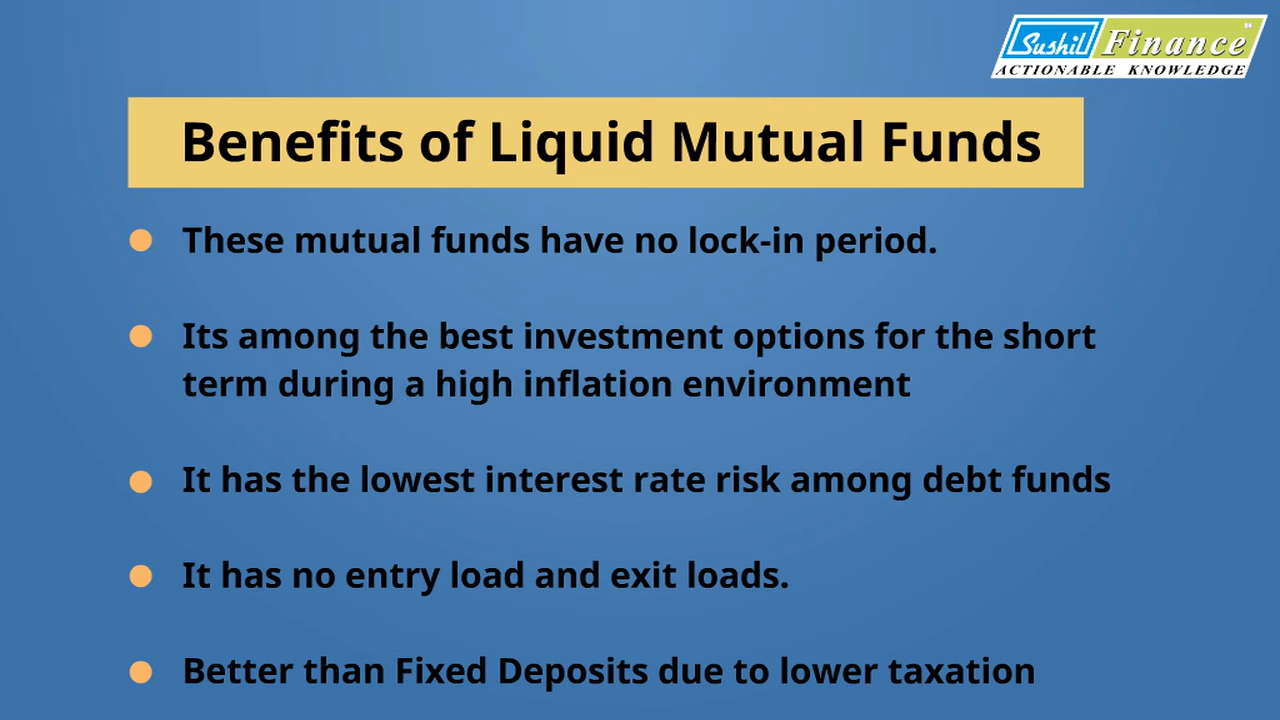 Sushil Finance
ACTIONABLE KNOWLEDGE
Benefits of Liquid Mutual Funds
These mutual funds have no lock-in period.
Its among the best investment options for the short
term during a high inflation environment
It has the lowest interest rate risk among debt funds
It has no entry load and exit loads.
Better than Fixed Deposits due to lower taxation